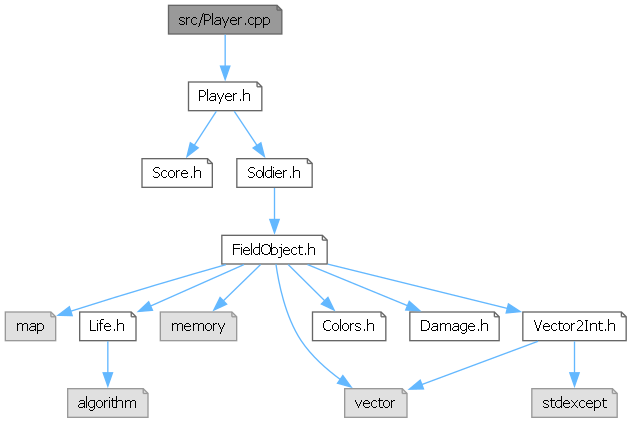 src/Player.cpp
Player.h
Score.h
Soldier.h
FieldObject.h
map
Life.h
memory
Colors.h
Damage.h
Vector2Int.h
algorithm
vector
stdexcept